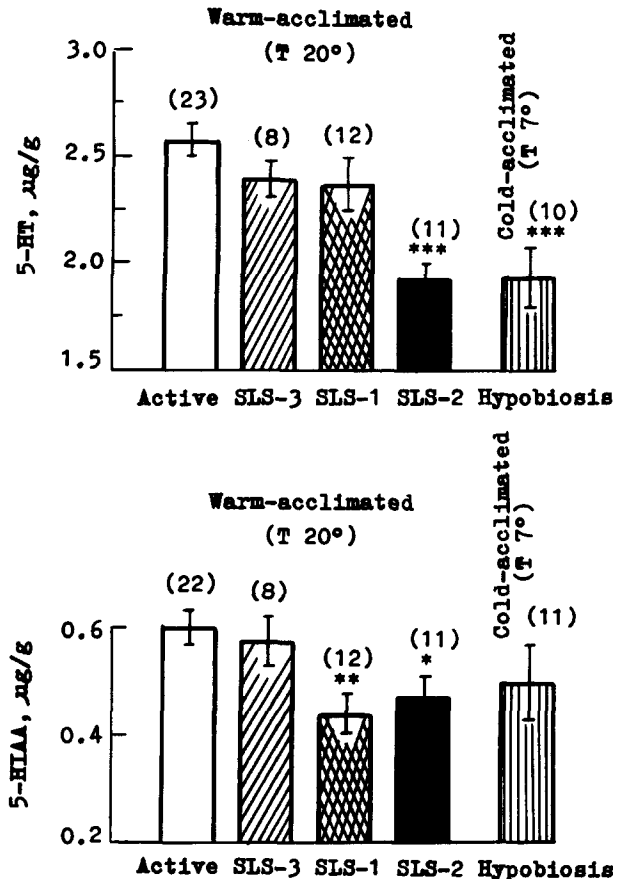 Warm-acclimated
(T 20°)
Cold-acclimated
(T 7°)
5-HT, µg/g
3.0
2.5
2.0
1.5
(23)
(8)
(12)
(11)
***
(10)
***
Active SLS-3 SLS-1 SLS-2 Hypobiosis
Warm-acclimated
(T 20°)
Cold-acclimated
(T 7°)
5-HIAA, µg/g
0.6
0.4
0.2
(22)
(8)
(12)
**
(11)
*
(11)
Active SLS-3 SLS-1 SLS-2 Hypobiosis